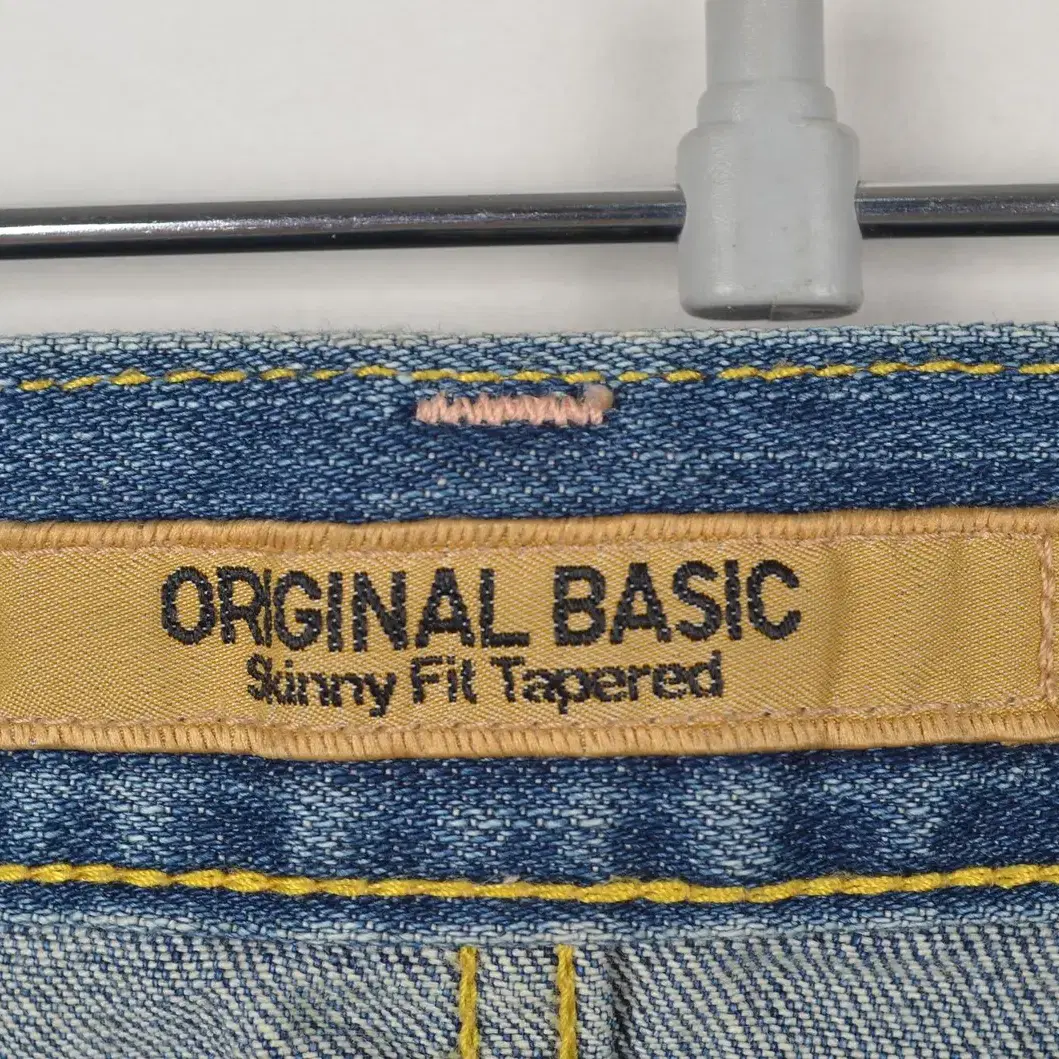 ORIGINAL BASIC
Skinny Fit Tapered